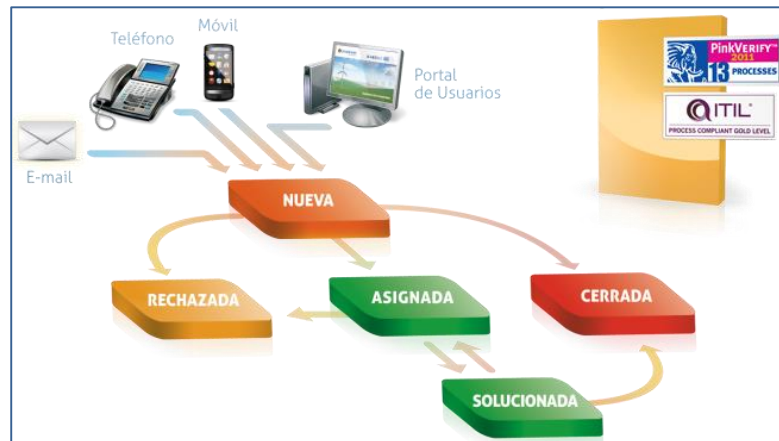 Móvil
Teléfono
Portal
de Usuarios
E-mail
PinkVERIFY™
2011
13 PROCESSES
ITIL®
PROCESS COMPLIANT GOLD LEVEL
NUEVA
RECHAZADA
ASIGNADA
CERRADA
SOLUCIONADA